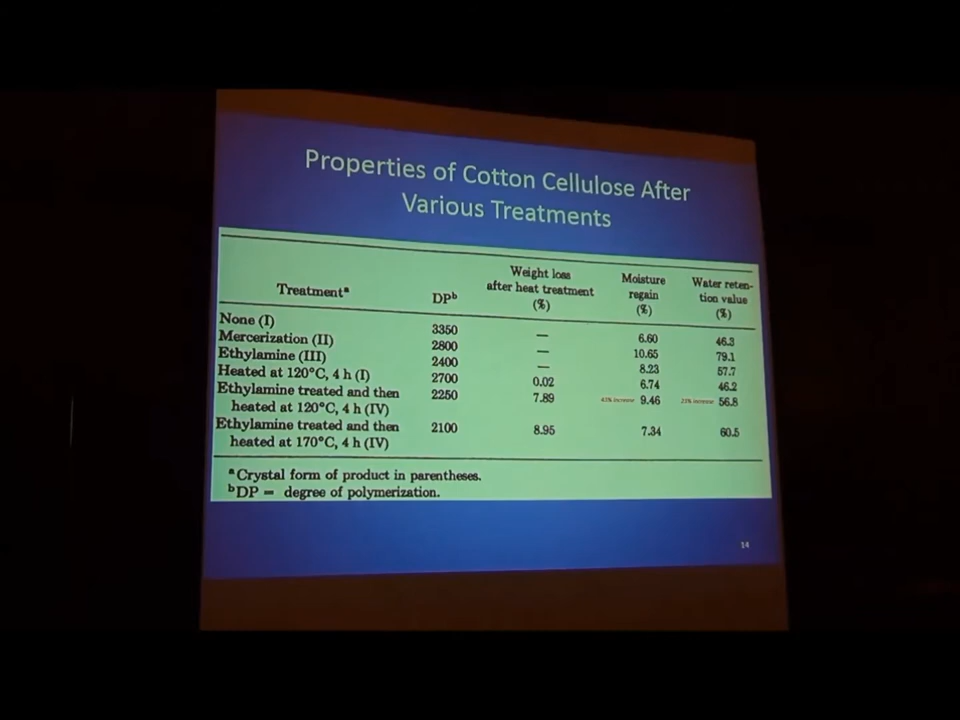 Properties of Cotton Cellulose After
Various Treatments
Treatmentᵃ DPᵇ Weight loss after heat treatment (%) Moisture regain (%) Water reten-tion value (%)
None (I) 3350 — 6.60 46.3
Mercerization (II) 2800 — 10.65 79.1
Ethylamine (III) 2400 — 8.23 57.7
Heated at 120°C, 4 h (I) 2700 0.02 6.74 46.2
Ethylamine treated and then
heated at 120°C, 4 h (IV) 2250 7.89 43% increase 9.46 56.8
Ethylamine treated and then
heated at 170°C, 4 h (IV) 2100 8.95 7.34 60.5
ᵃCrystal form of product in parentheses.
ᵇDP = degree of polymerization.
14